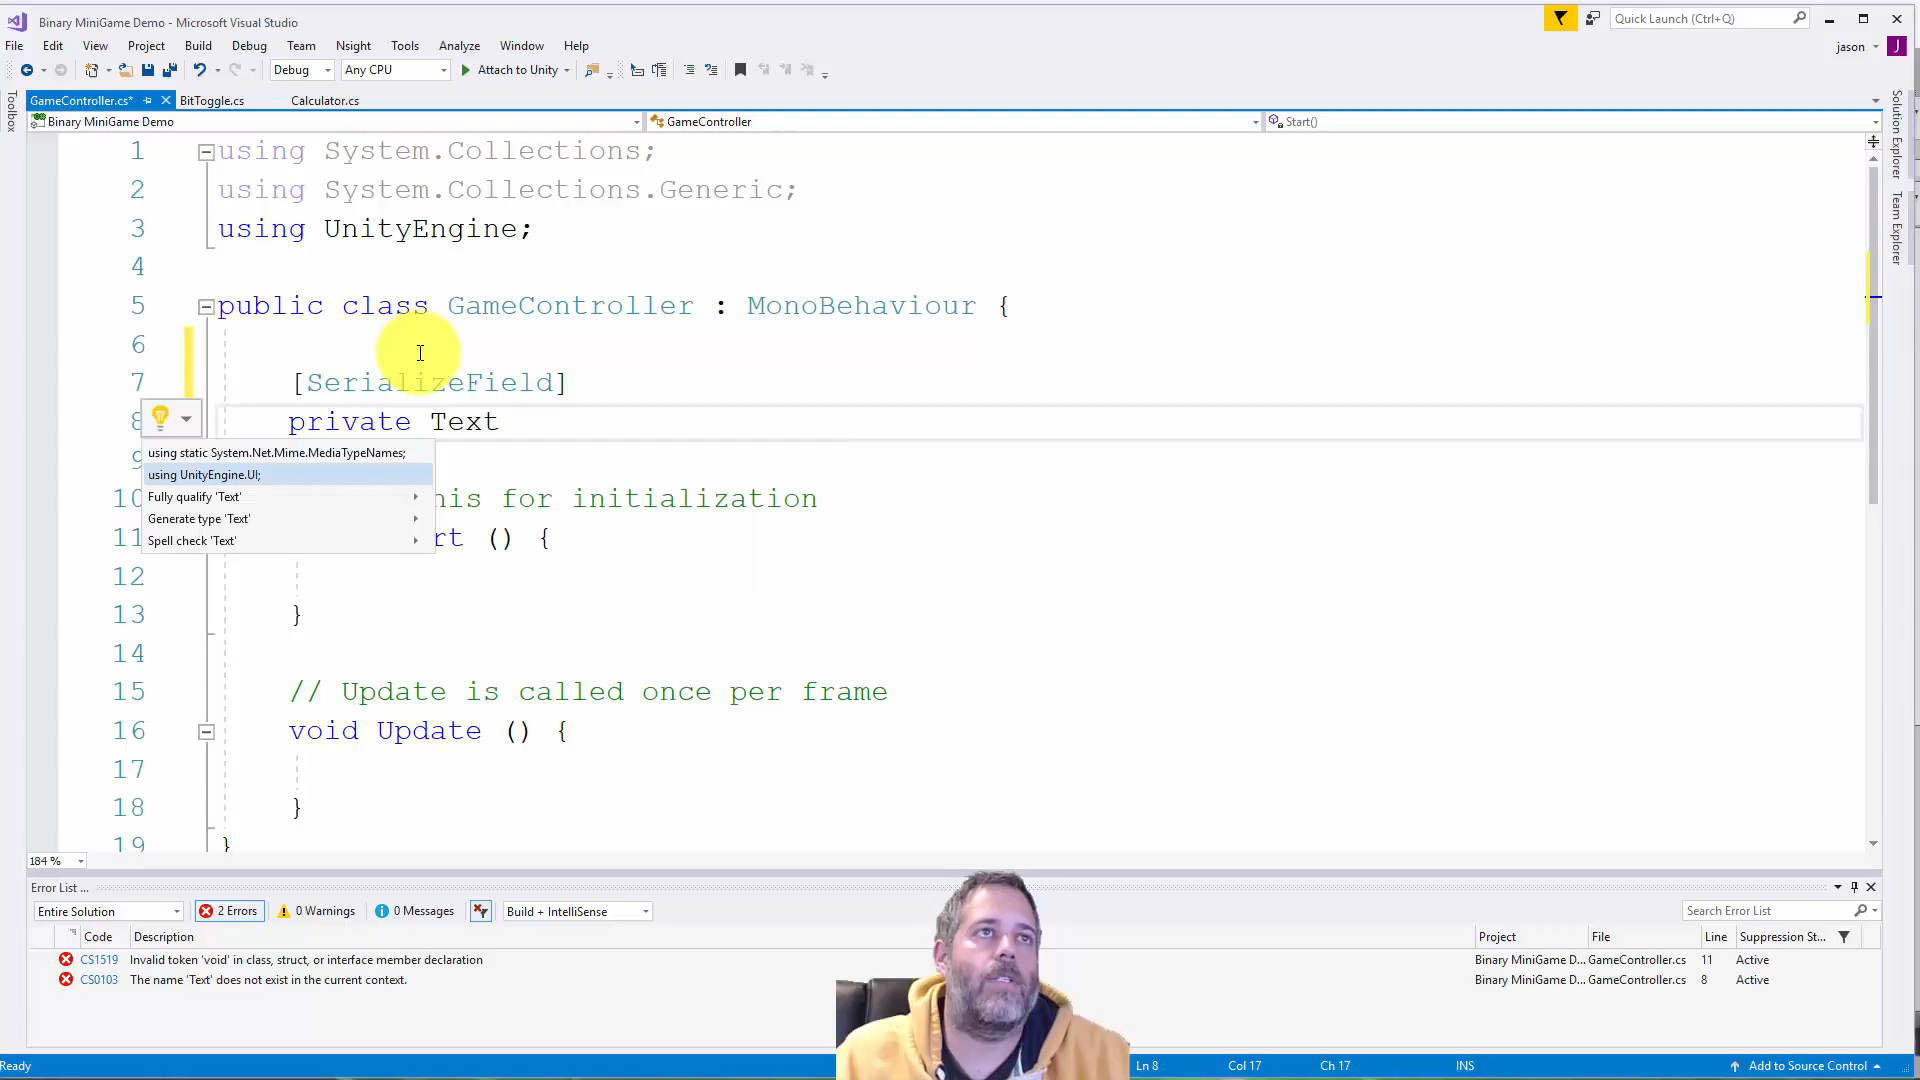 Binary MiniGame Demo - Microsoft Visual Studio
Quick Launch (Ctrl+Q)
File Edit View Project Build Debug Team Nsight Tools Analyze Window Help
jason J
Debug Any CPU Attach to Unity
Toolbox
GameController.cs* BitToggle.cs Calculator.cs
Binary MiniGame Demo GameController Start()
Solution Explorer
Team Explorer
1 using System.Collections;
2 using System.Collections.Generic;
3 using UnityEngine;
4
5 public class GameController : MonoBehaviour {
6
7 [SerializeField]
8 private Text
using static System.Net.Mime.MediaTypeNames;
9
using UnityEngine.UI;
10 his for initialization
Fully qualify 'Text'
Generate type 'Text'
11 rt () {
Spell check 'Text'
12
13 }
14
15 // Update is called once per frame
16 void Update () {
17
18 }
19 }
184 %
Error List ...
Entire Solution 2 Errors 0 Warnings 0 Messages Build + IntelliSense Search Error List
Code Description Project File Line Suppression St...
CS1519 Invalid token 'void' in class, struct, or interface member declaration Binary MiniGame D... GameController.cs 11 Active
CS0103 The name 'Text' does not exist in the current context. Binary MiniGame D... GameController.cs 8 Active
Ready Ln 8 Col 17 Ch 17 INS Add to Source Control